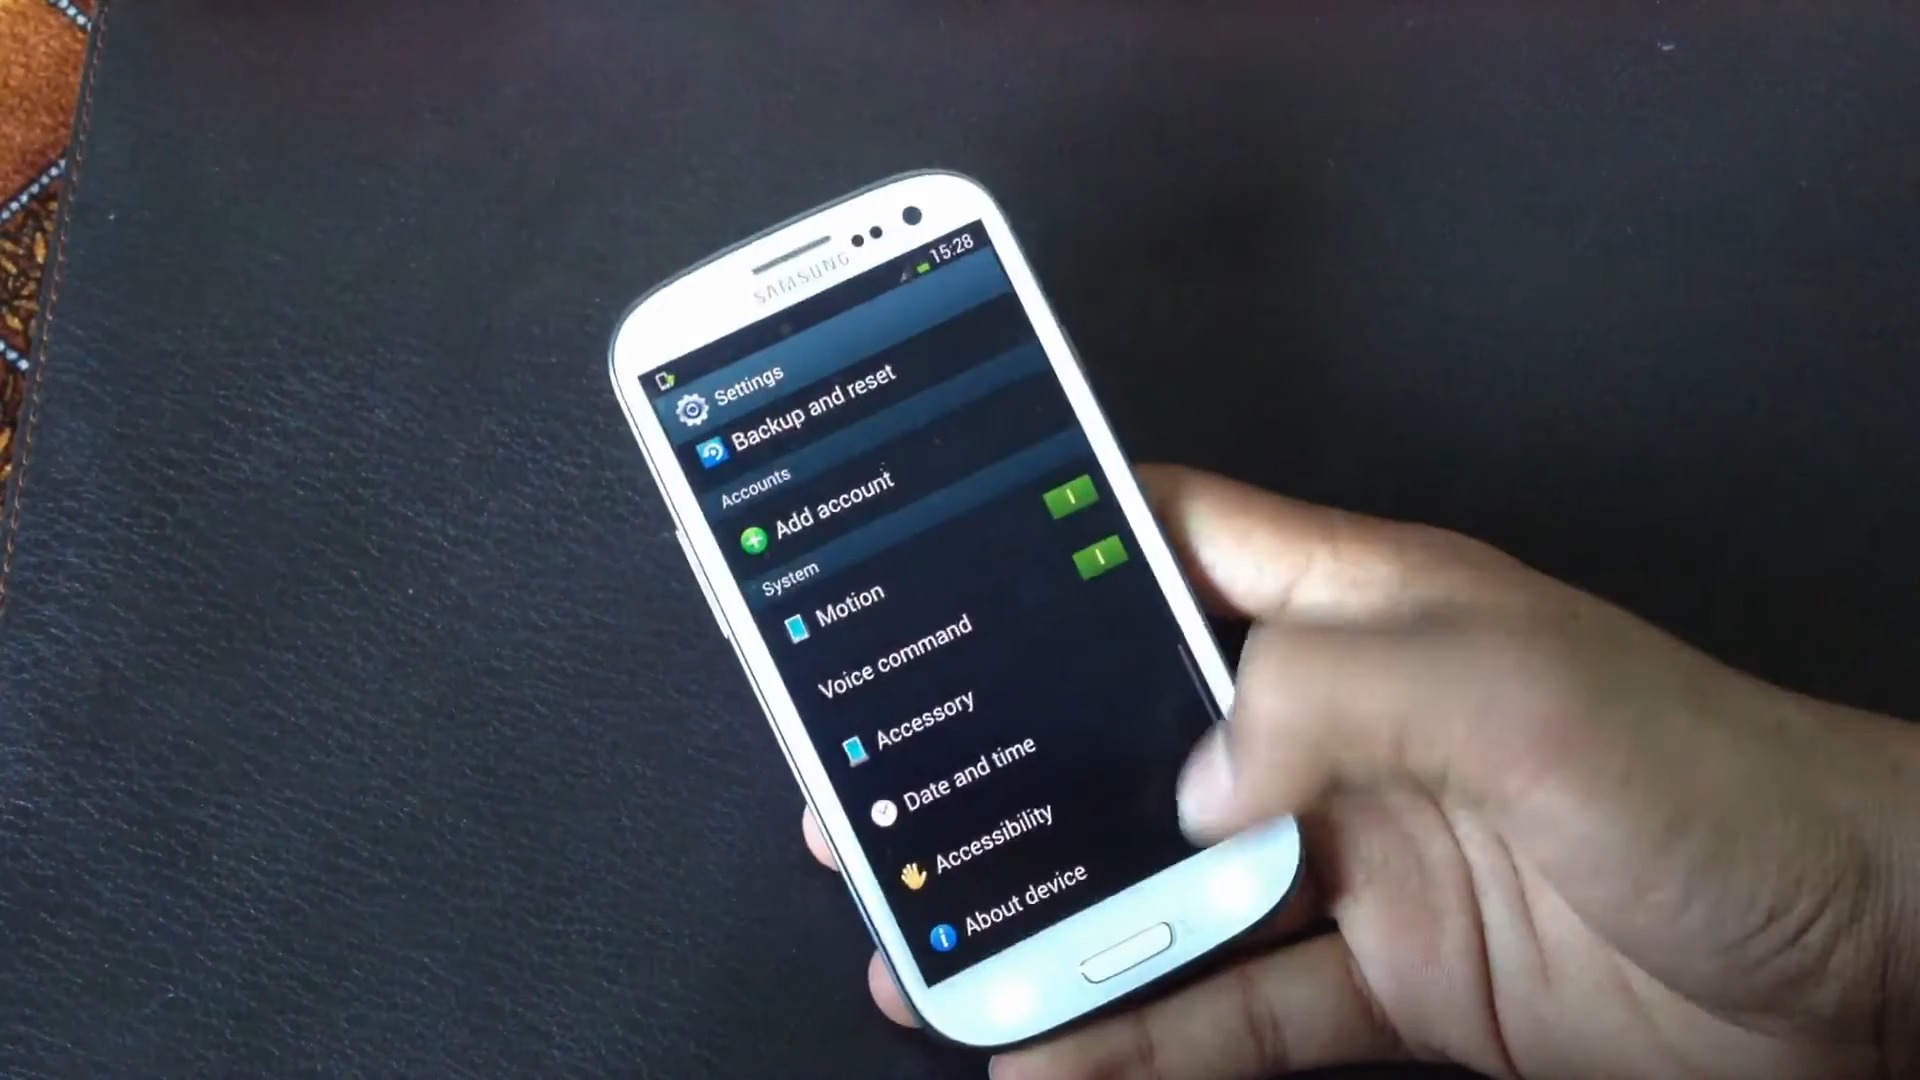 SAMSUNG
15:28
Settings
Backup and reset
Accounts
Add account
System
Motion
Voice command
Accessory
Date and time
Accessibility
About device